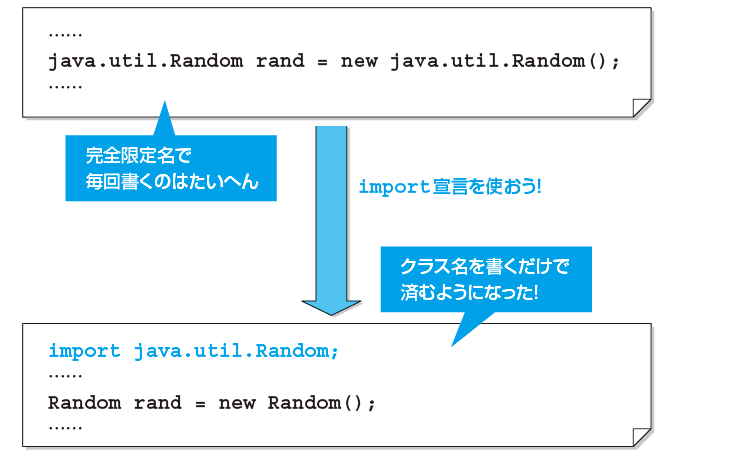 ……
java.util.Random rand = new java.util.Random();
……
完全限定名で
毎回書くのはたいへん
import宣言を使おう!
クラス名を書くだけで
済むようになった!
import java.util.Random;
……
Random rand = new Random();
……